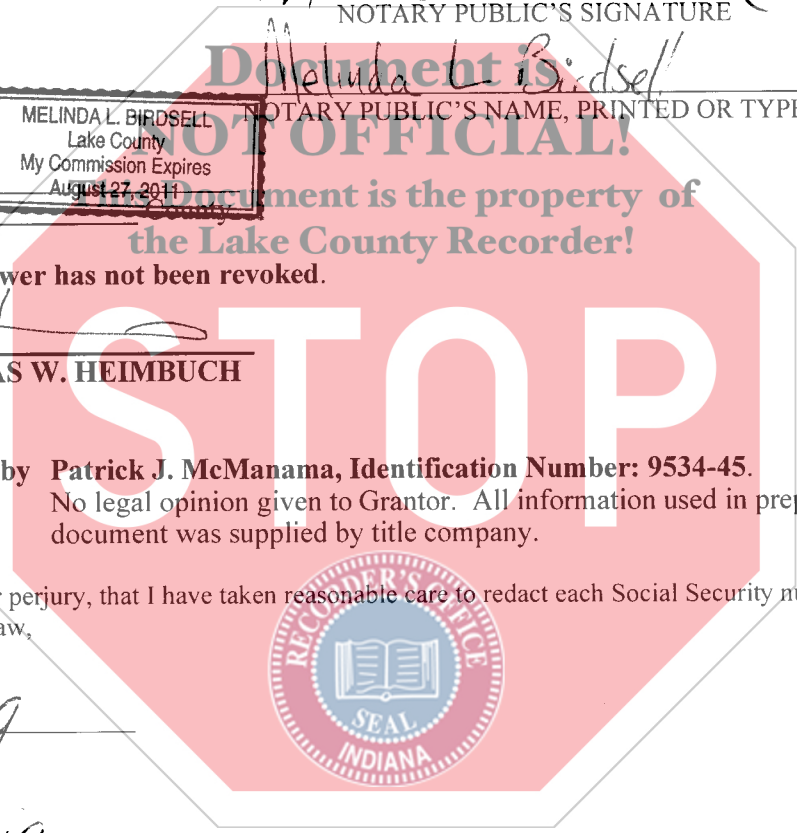 NOTARY PUBLIC'S SIGNATURE
Document is
Melinda L Birdsell
NOTARY PUBLIC'S NAME, PRINTED OR TYPE
MELINDA L. BIRDSELL
Lake County
My Commission Expires
August 27, 2011
NOT OFFICIAL!
This Document is the property of
County
the Lake County Recorder!
wer has not been revoked.
STOP
AS W. HEIMBUCH
by Patrick J. McManama, Identification Number: 9534-45.
No legal opinion given to Grantor. All information used in prep
document was supplied by title company.
r perjury, that I have taken reasonable care to redact each Social Security nu
aw,
RECORDER'S OFFICE
SEAL
INDIANA